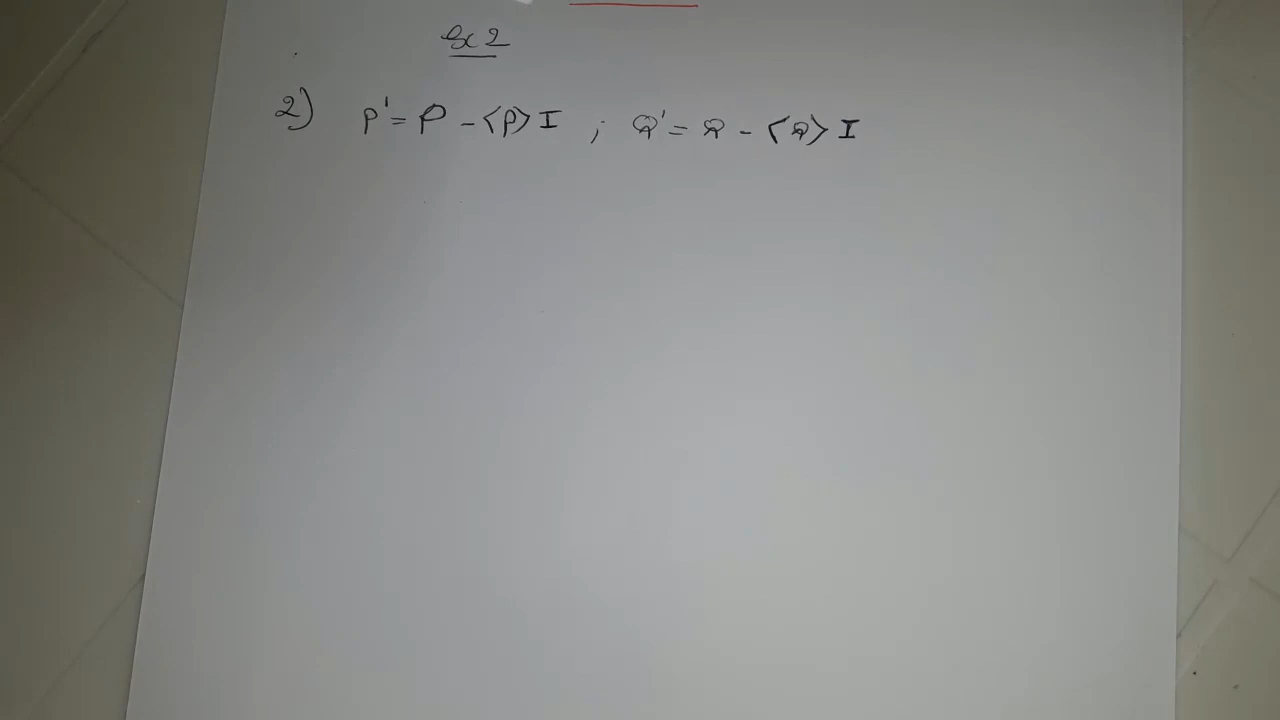 Ex 2
2) P' = P - <P> I ; Q' = Q - <Q> I